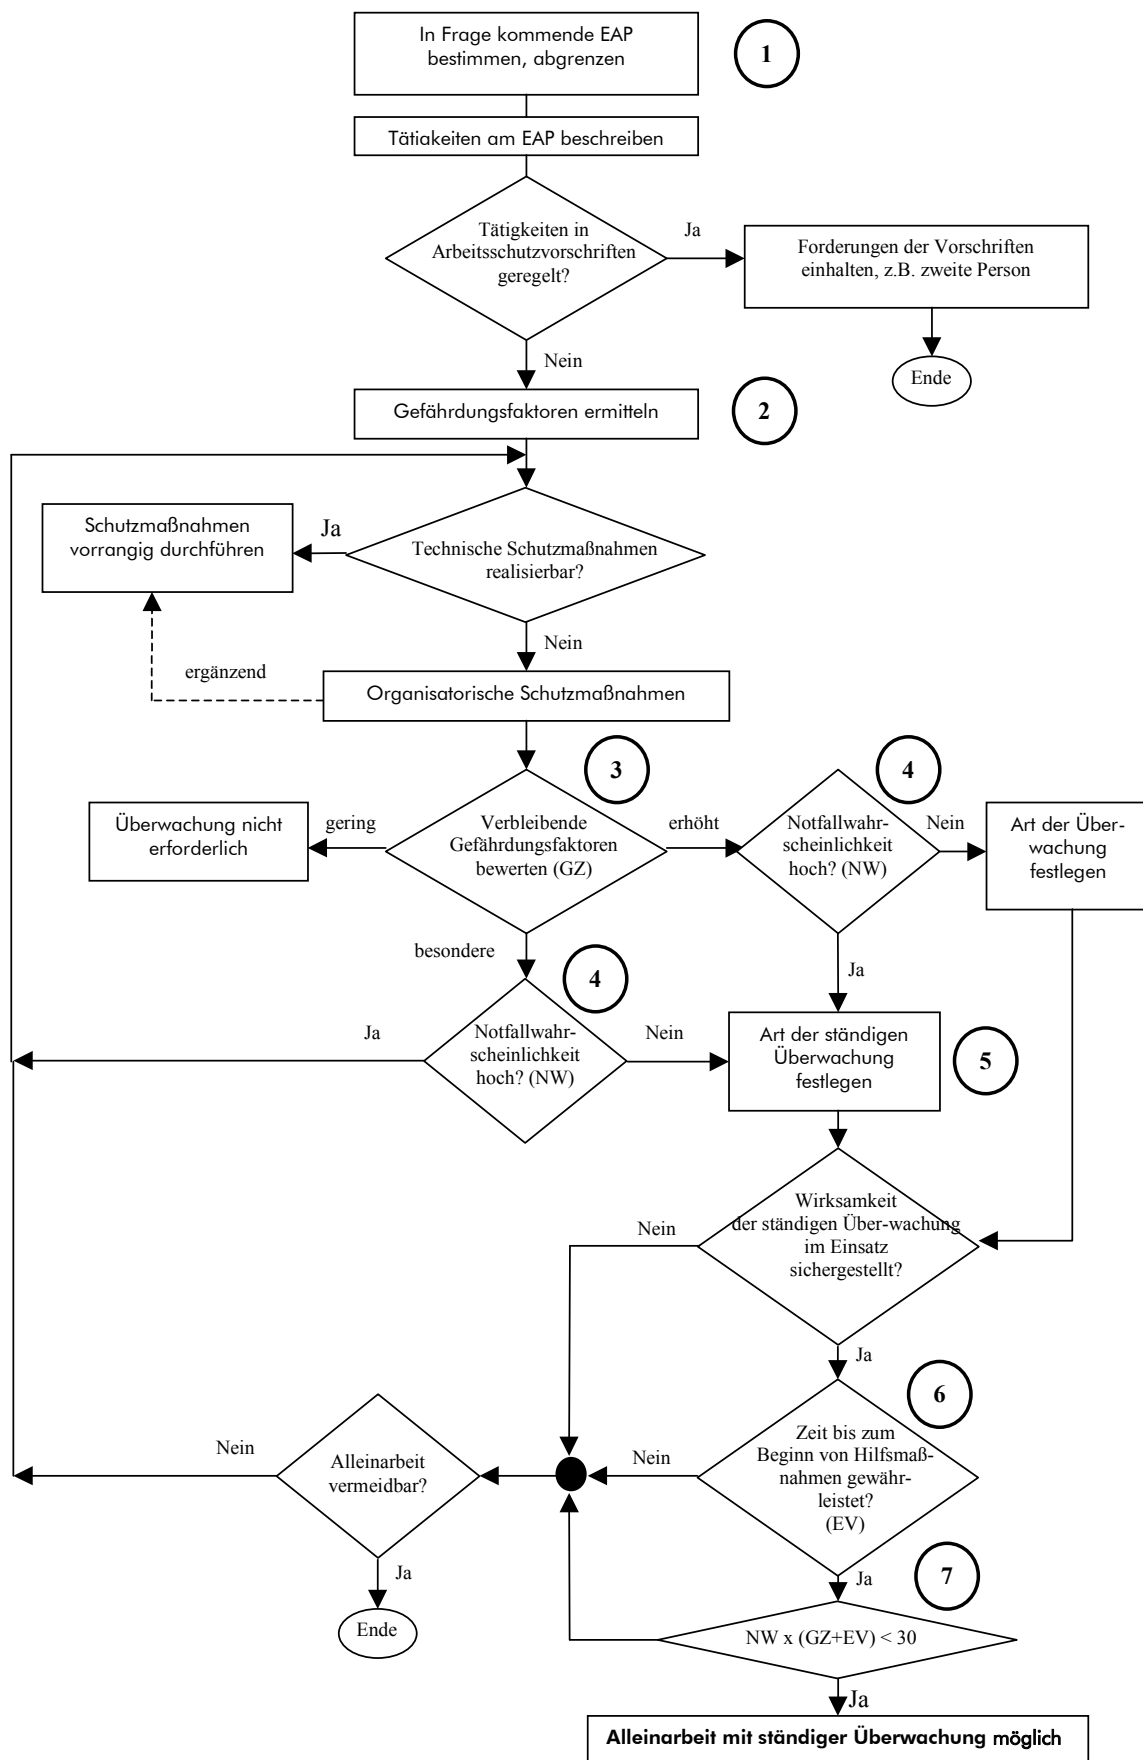 In Frage kommende EAP
bestimmen, abgrenzen
1
Tätiakeiten am EAP beschreiben
Tätigkeiten in
Arbeitsschutzvorschriften
geregelt?
Ja
Forderungen der Vorschriften
einhalten, z.B. zweite Person
Nein
Ende
Gefährdungsfaktoren ermitteln
2
Schutzmaßnahmen
vorrangig durchführen
Ja
Technische Schutzmaßnahmen
realisierbar?
Nein
ergänzend
Organisatorische Schutzmaßnahmen
3
4
Überwachung nicht
erforderlich
gering
Verbleibende
Gefährdungsfaktoren
bewerten (GZ)
erhöht
Notfallwahr-
scheinlichkeit
hoch? (NW)
Nein
Art der Über-
wachung
festlegen
besondere
4
Ja
Ja
Notfallwahr-
scheinlichkeit
hoch? (NW)
Nein
Art der ständigen
Überwachung
festlegen
5
Nein
Wirksamkeit
der ständigen Über-wachung
im Einsatz
sichergestellt?
Ja
6
Nein
Alleinarbeit
vermeidbar?
Nein
Zeit bis zum
Beginn von Hilfsmaß-
nahmen gewähr-
leistet?
(EV)
Ja
Ja
7
Ende
NW x (GZ+EV) < 30
Ja
Alleinarbeit mit ständiger Überwachung möglich